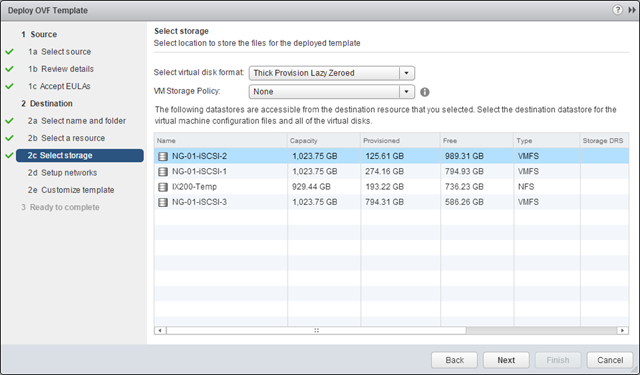 Deploy OVF Template
1 Source
1a Select source
1b Review details
1c Accept EULAs
2 Destination
2a Select name and folder
2b Select a resource
2c Select storage
2d Setup networks
2e Customize template
3 Ready to complete
Select storage
Select location to store the files for the deployed template
Select virtual disk format: Thick Provision Lazy Zeroed
VM Storage Policy: None
The following datastores are accessible from the destination resource that you selected. Select the destination datastore for the
virtual machine configuration files and all of the virtual disks.
Name Capacity Provisioned Free Type Storage DRS
NG-01-iSCSI-2 1,023.75 GB 125.61 GB 989.31 GB VMFS
NG-01-iSCSI-1 1,023.75 GB 274.16 GB 794.93 GB VMFS
IX200-Temp 929.44 GB 193.22 GB 736.23 GB NFS
NG-01-iSCSI-3 1,023.75 GB 794.31 GB 586.26 GB VMFS
Back Next Finish Cancel